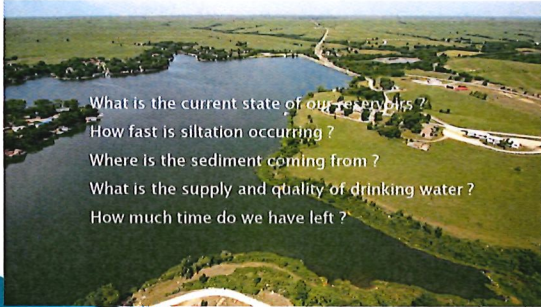 What is the current state of our reservoirs ?
How fast is siltation occurring ?
Where is the sediment coming from ?
What is the supply and quality of drinking water ?
How much time do we have left ?